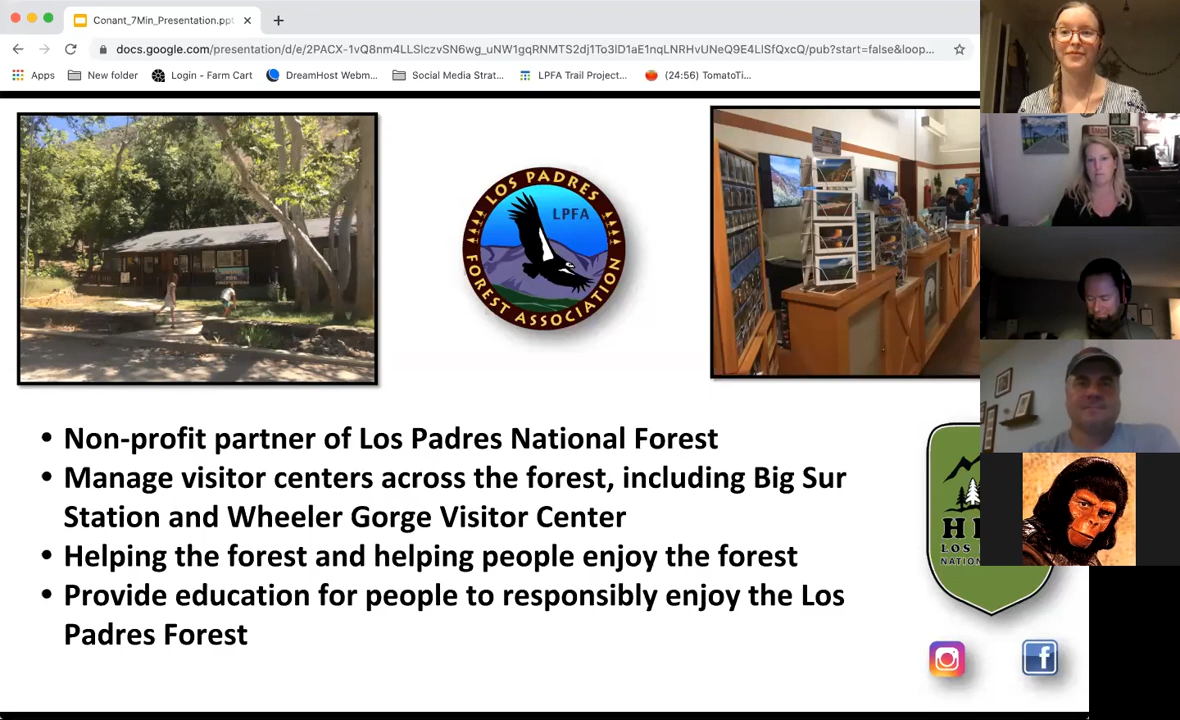 Conant_7Min_Presentation.ppt
docs.google.com/presentation/d/e/2PACX-1vQ8nm4LLSlczvSN6wg_uNW1gqRNMTS2dj1To3lD1aE1nqLNRHvUNeQ9E4LlSfQxcQ/pub?start=false&loop...
Apps New folder Login - Farm Cart DreamHost Webm... Social Media Strat... LPFA Trail Project... (24:56) TomatoTi...
LOS PADRES
LPFA
FOREST ASSOCIATION
• Non-profit partner of Los Padres National Forest
• Manage visitor centers across the forest, including Big Sur
Station and Wheeler Gorge Visitor Center
• Helping the forest and helping people enjoy the forest
• Provide education for people to responsibly enjoy the Los
Padres Forest
H
LOS
NATION